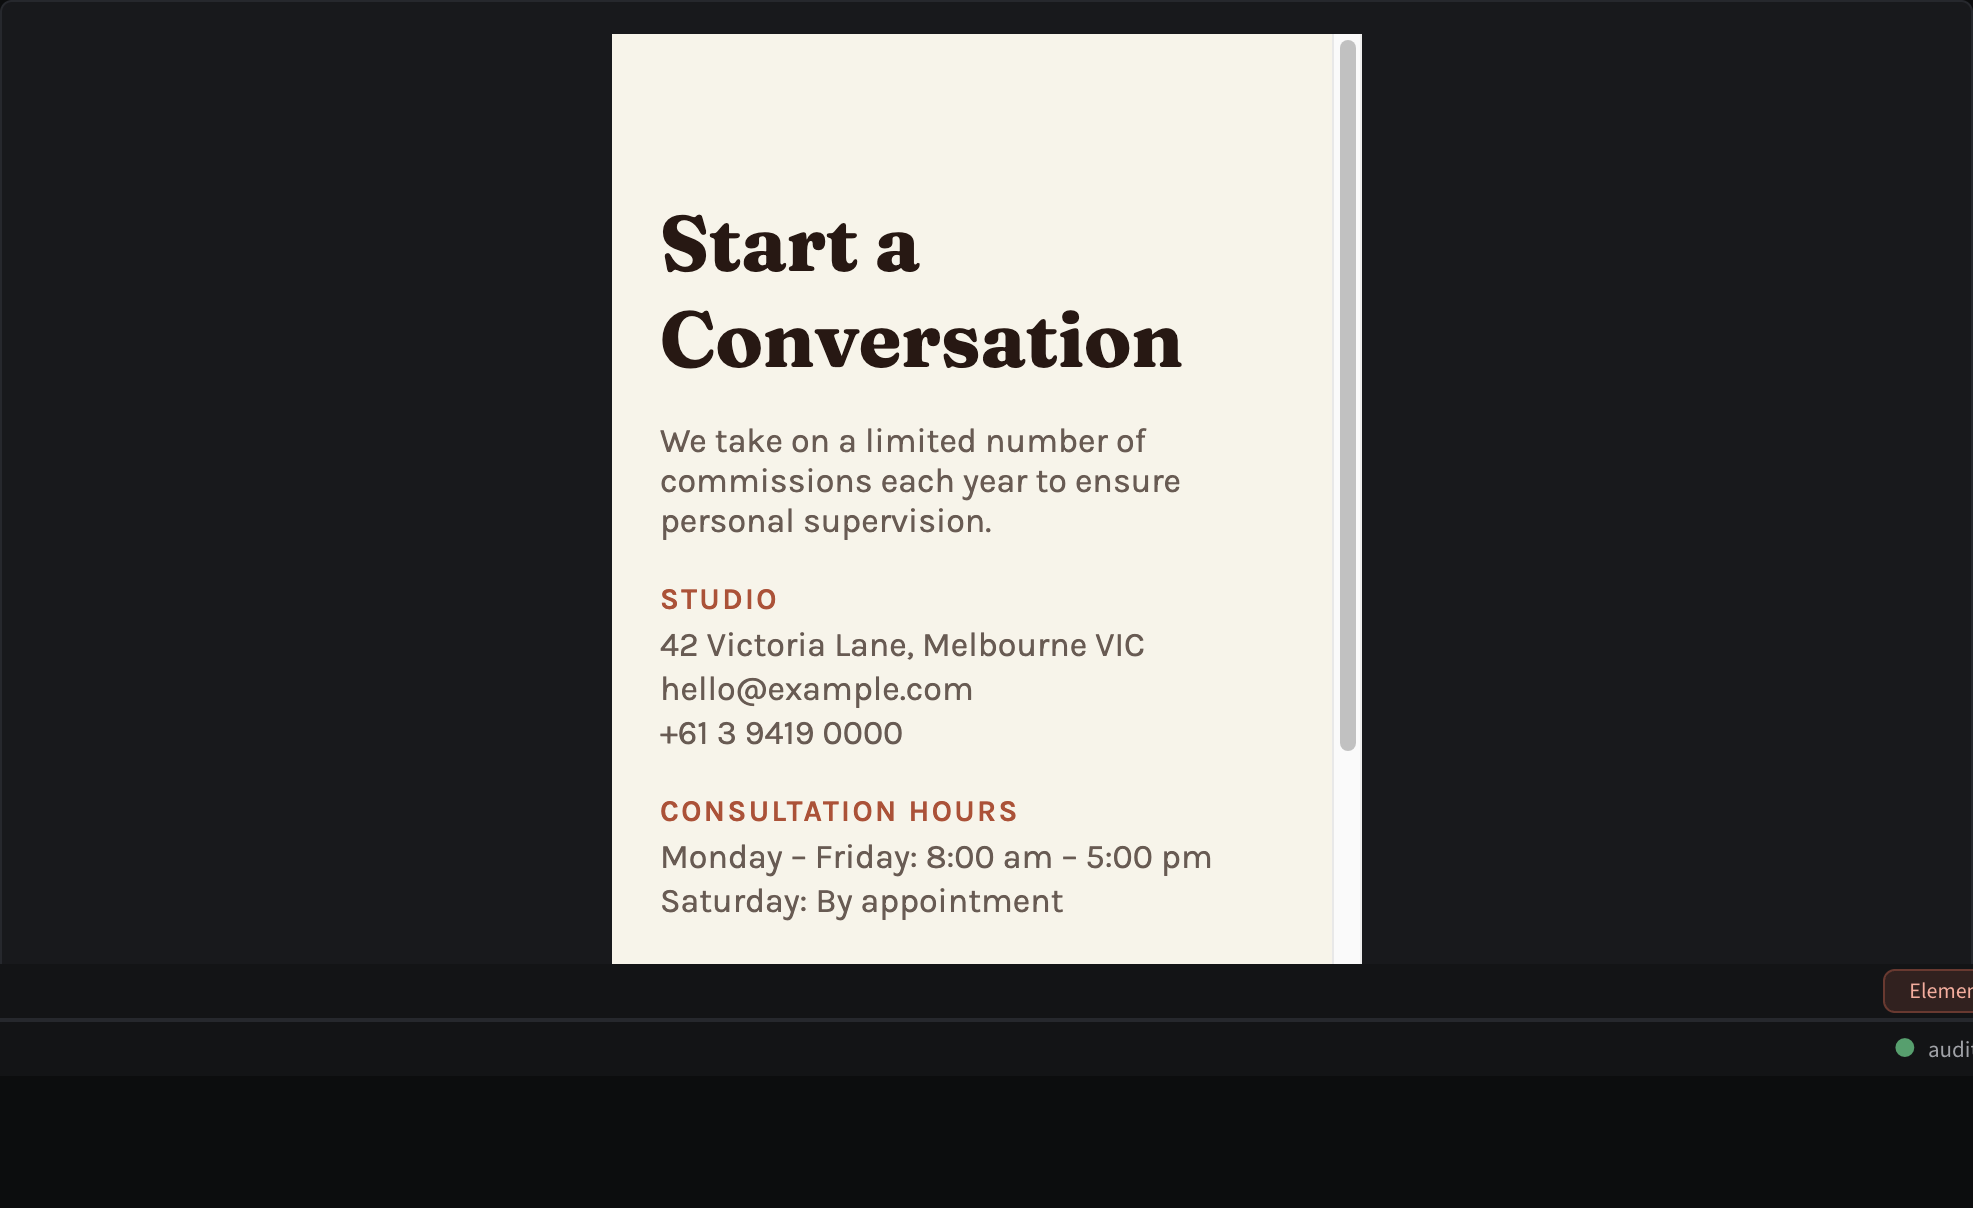 Start a
Conversation
We take on a limited number of
commissions each year to ensure
personal supervision.
STUDIO
42 Victoria Lane, Melbourne VIC
hello@example.com
+61 3 9419 0000
CONSULTATION HOURS
Monday – Friday: 8:00 am – 5:00 pm
Saturday: By appointment